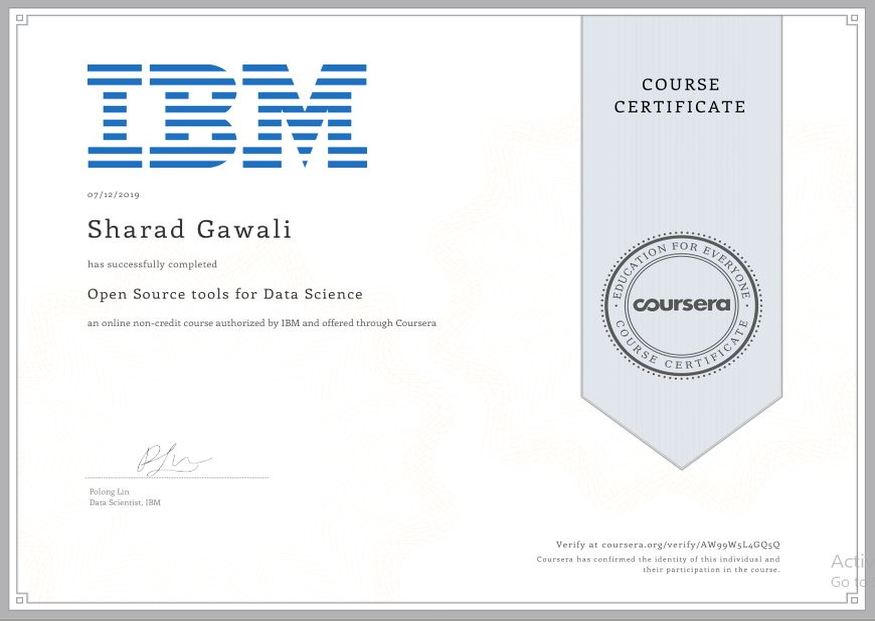 IBM
07/12/2019
Sharad Gawali
has successfully completed
Open Source tools for Data Science
an online non-credit course authorized by IBM and offered through Coursera
Polong Lin
Data Scientist, IBM
COURSE
CERTIFICATE
EDUCATION FOR EVERYONE
coursera
COURSE CERTIFICATE
Verify at coursera.org/verify/AW99W5L4GQ5Q
Coursera has confirmed the identity of this individual and
their participation in the course.
Go to